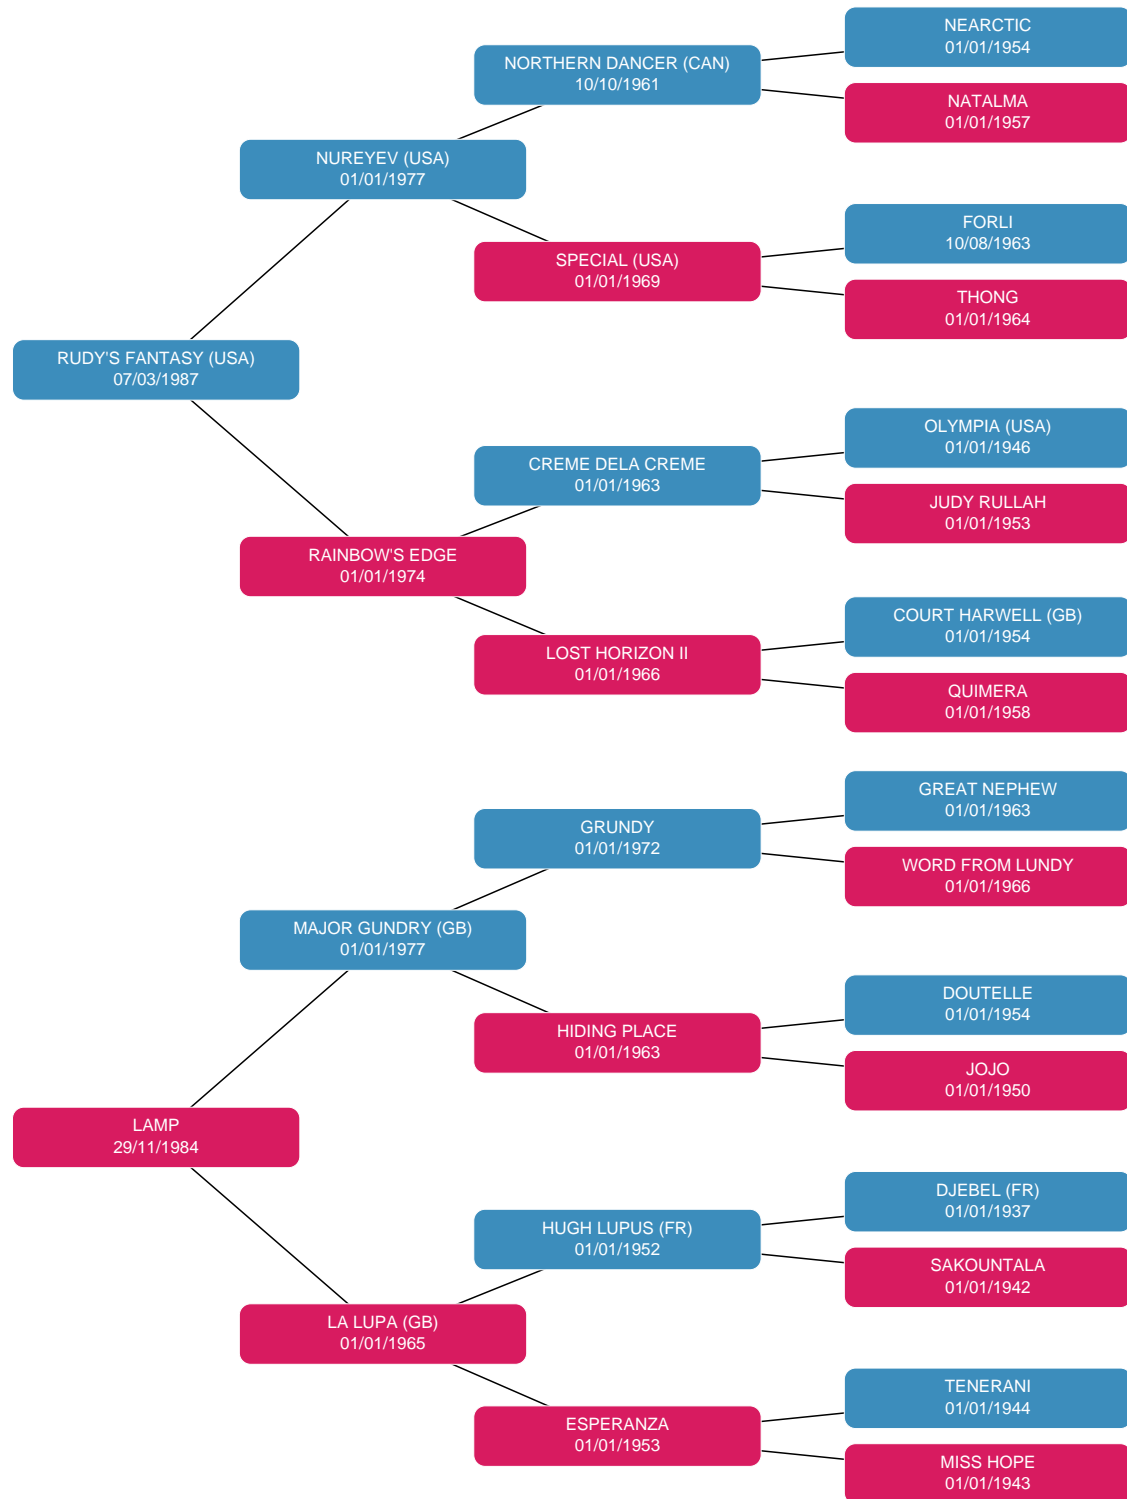 NEARCTIC
01/01/1954
NORTHERN DANCER (CAN)
10/10/1961
NATALMA
01/01/1957
NUREYEV (USA)
01/01/1977
FORLI
10/08/1963
SPECIAL (USA)
01/01/1969
THONG
01/01/1964
RUDY'S FANTASY (USA)
07/03/1987
OLYMPIA (USA)
01/01/1946
CREME DELA CREME
01/01/1963
JUDY RULLAH
01/01/1953
RAINBOW'S EDGE
01/01/1974
COURT HARWELL (GB)
01/01/1954
LOST HORIZON II
01/01/1966
QUIMERA
01/01/1958
GREAT NEPHEW
01/01/1963
GRUNDY
01/01/1972
WORD FROM LUNDY
01/01/1966
MAJOR GUNDRY (GB)
01/01/1977
DOUTELLE
01/01/1954
HIDING PLACE
01/01/1963
JOJO
01/01/1950
LAMP
29/11/1984
DJEBEL (FR)
01/01/1937
HUGH LUPUS (FR)
01/01/1952
SAKOUNTALA
01/01/1942
LA LUPA (GB)
01/01/1965
TENERANI
01/01/1944
ESPERANZA
01/01/1953
MISS HOPE
01/01/1943